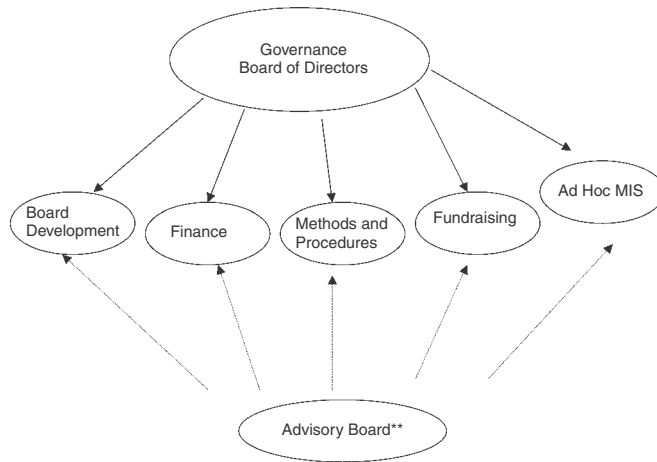 Governance
Board of Directors
Board
Development
Finance
Methods and
Procedures
Fundraising
Ad Hoc MIS
Advisory Board**